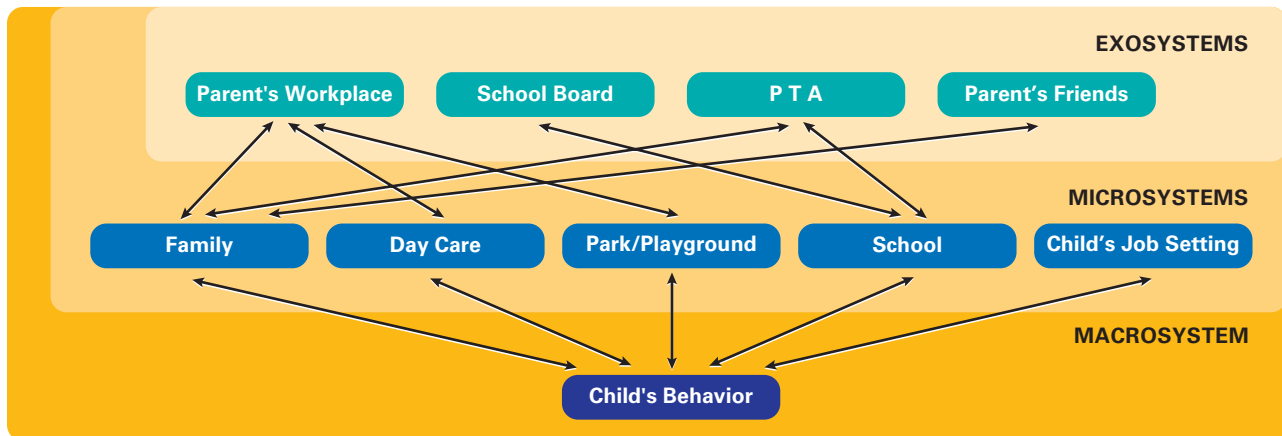 EXOSYSTEMS
Parent's Workplace
School Board
P T A
Parent’s Friends
MICROSYSTEMS
Family
Day Care
Park/Playground
School
Child’s Job Setting
MACROSYSTEM
Child's Behavior